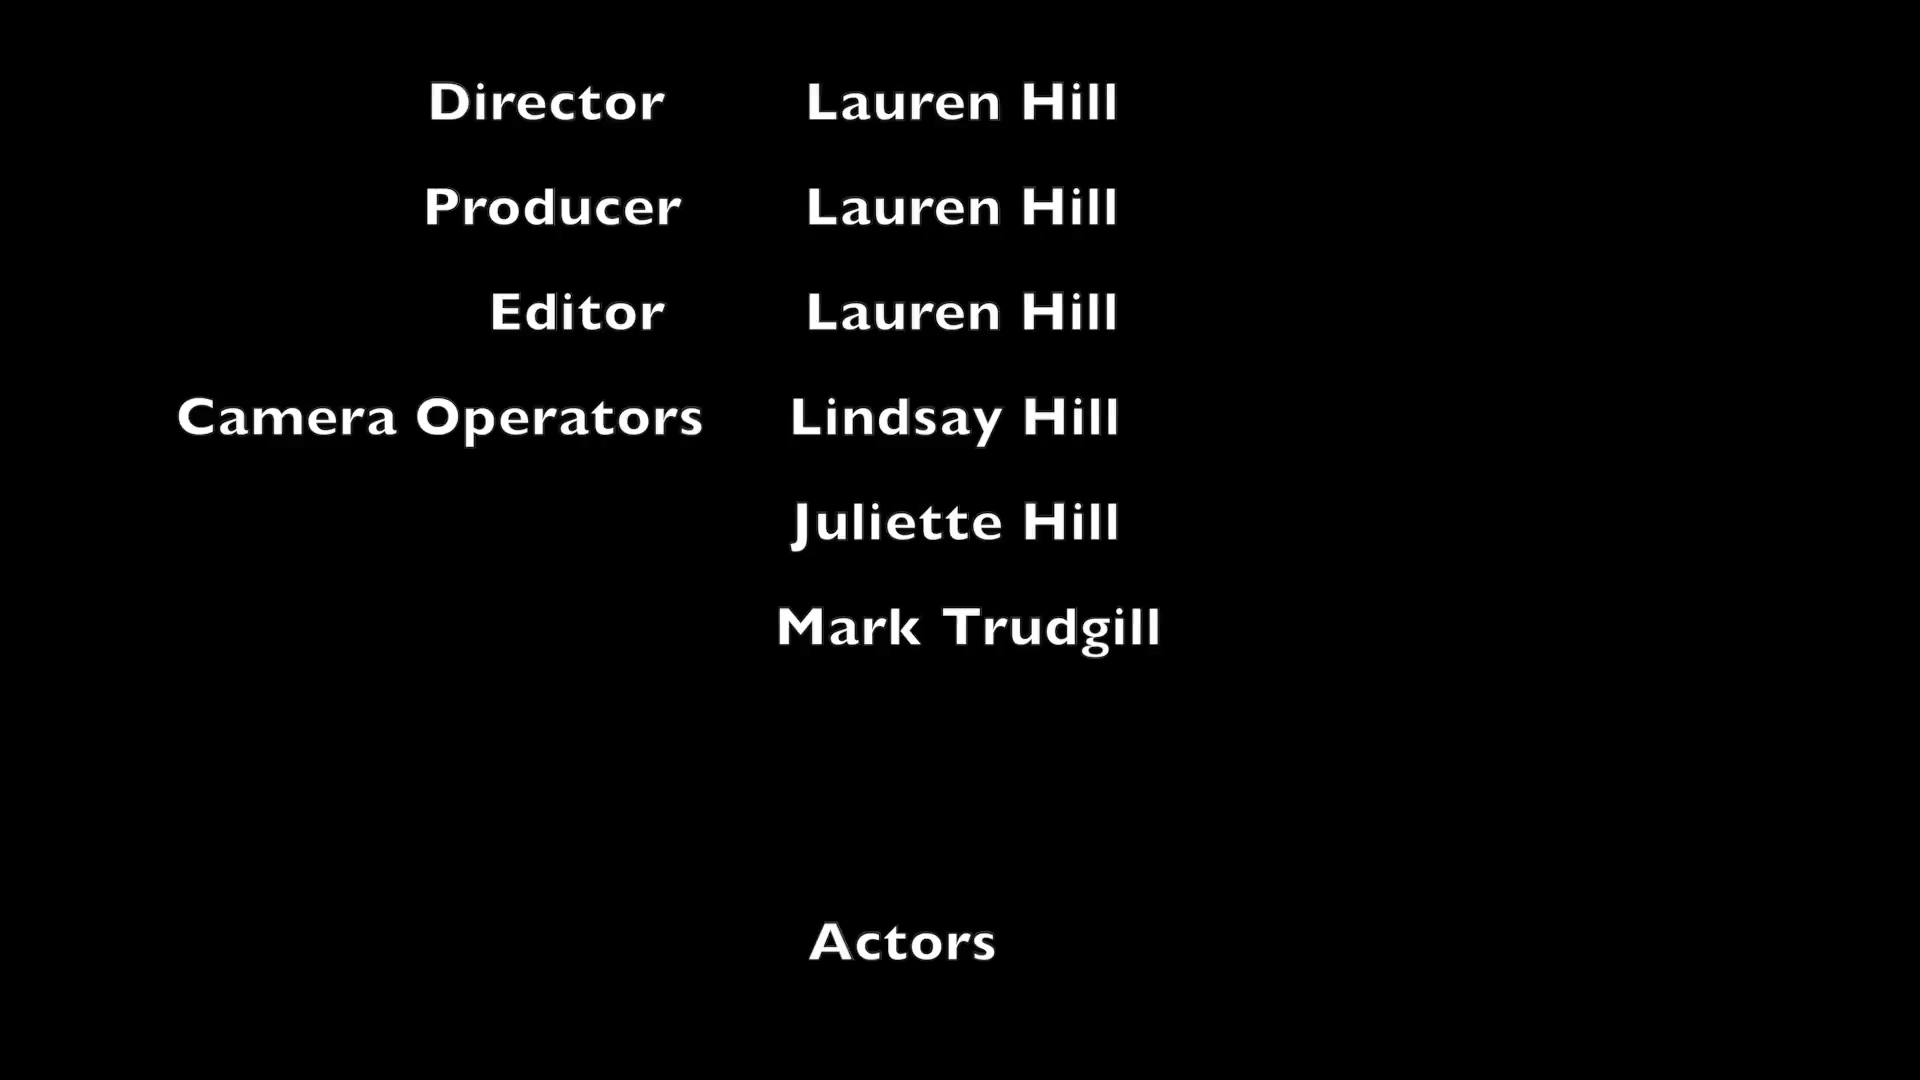 Director Lauren Hill
Producer Lauren Hill
Editor Lauren Hill
Camera Operators Lindsay Hill
Juliette Hill
Mark Trudgill
Actors